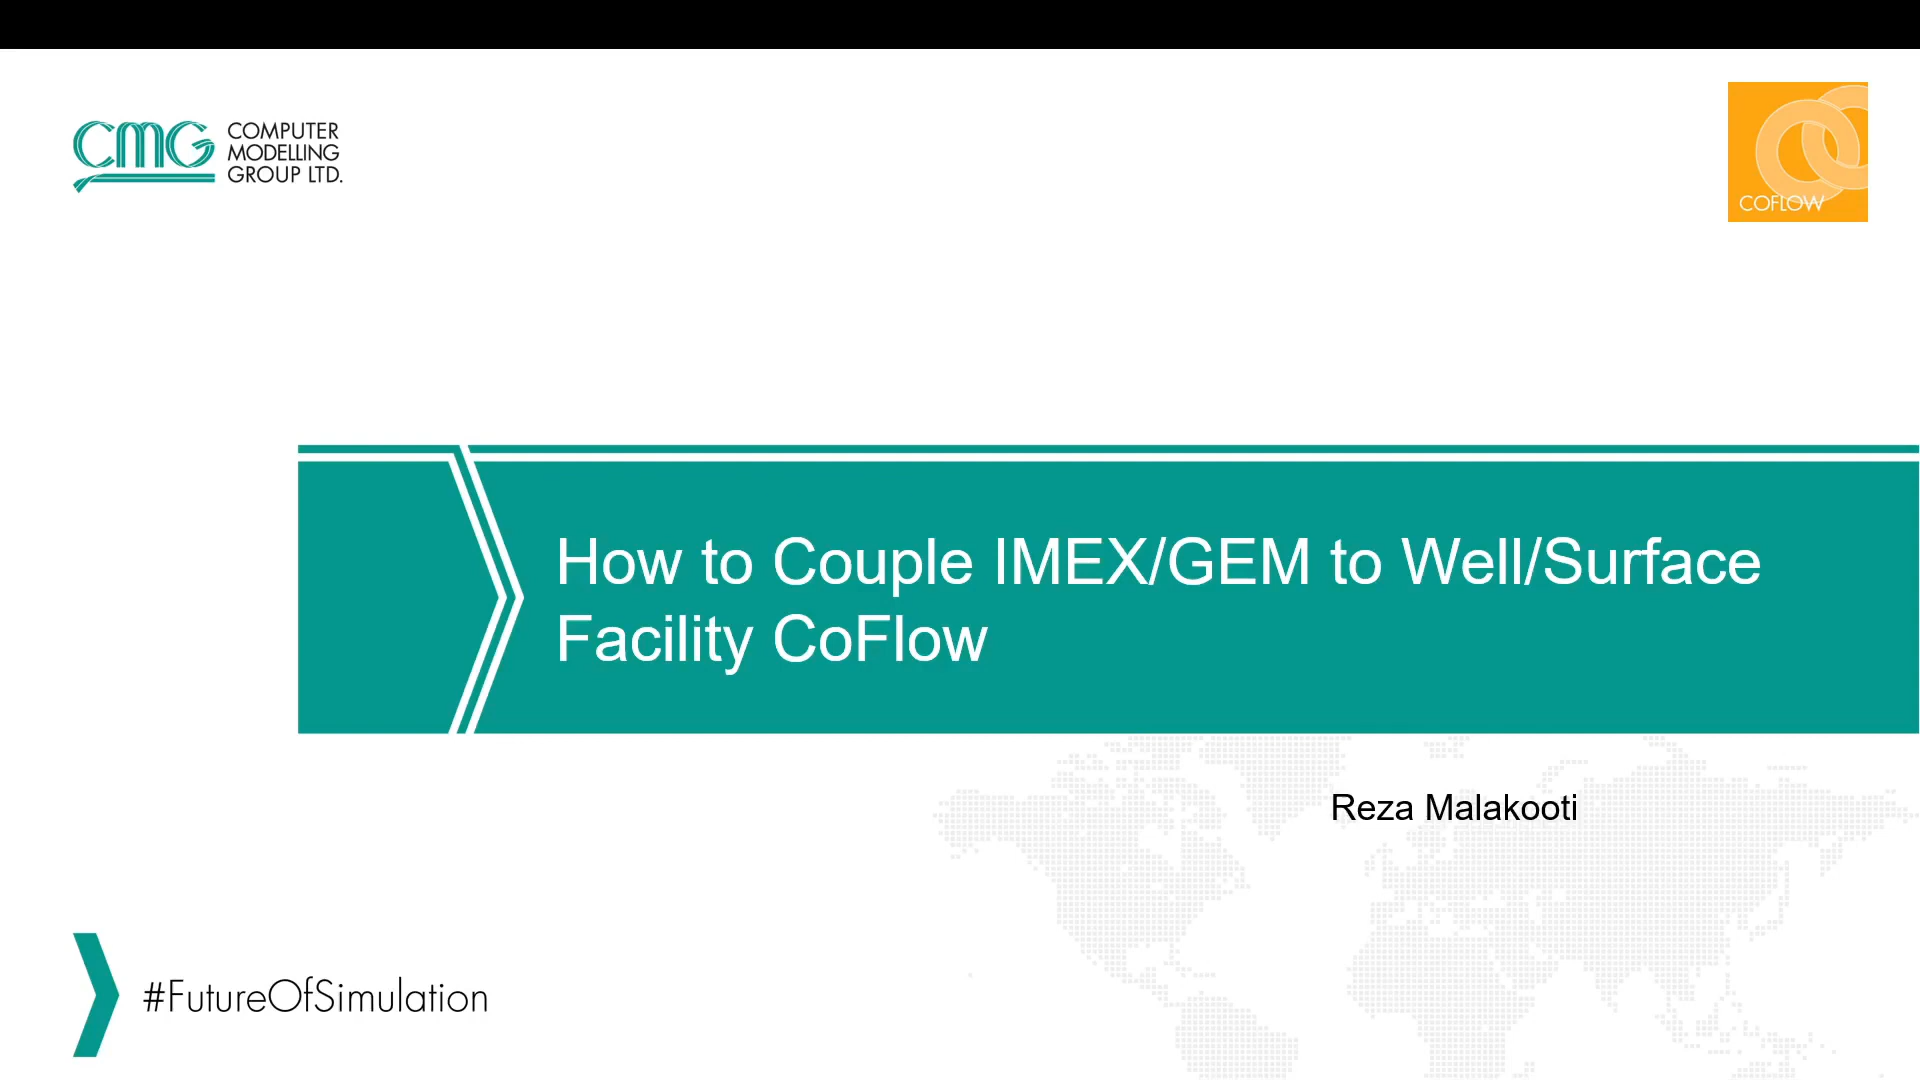 CMG COMPUTER
MODELLING
GROUP LTD.
COFLOW
How to Couple IMEX/GEM to Well/Surface
Facility CoFlow
Reza Malakooti
#FutureOfSimulation